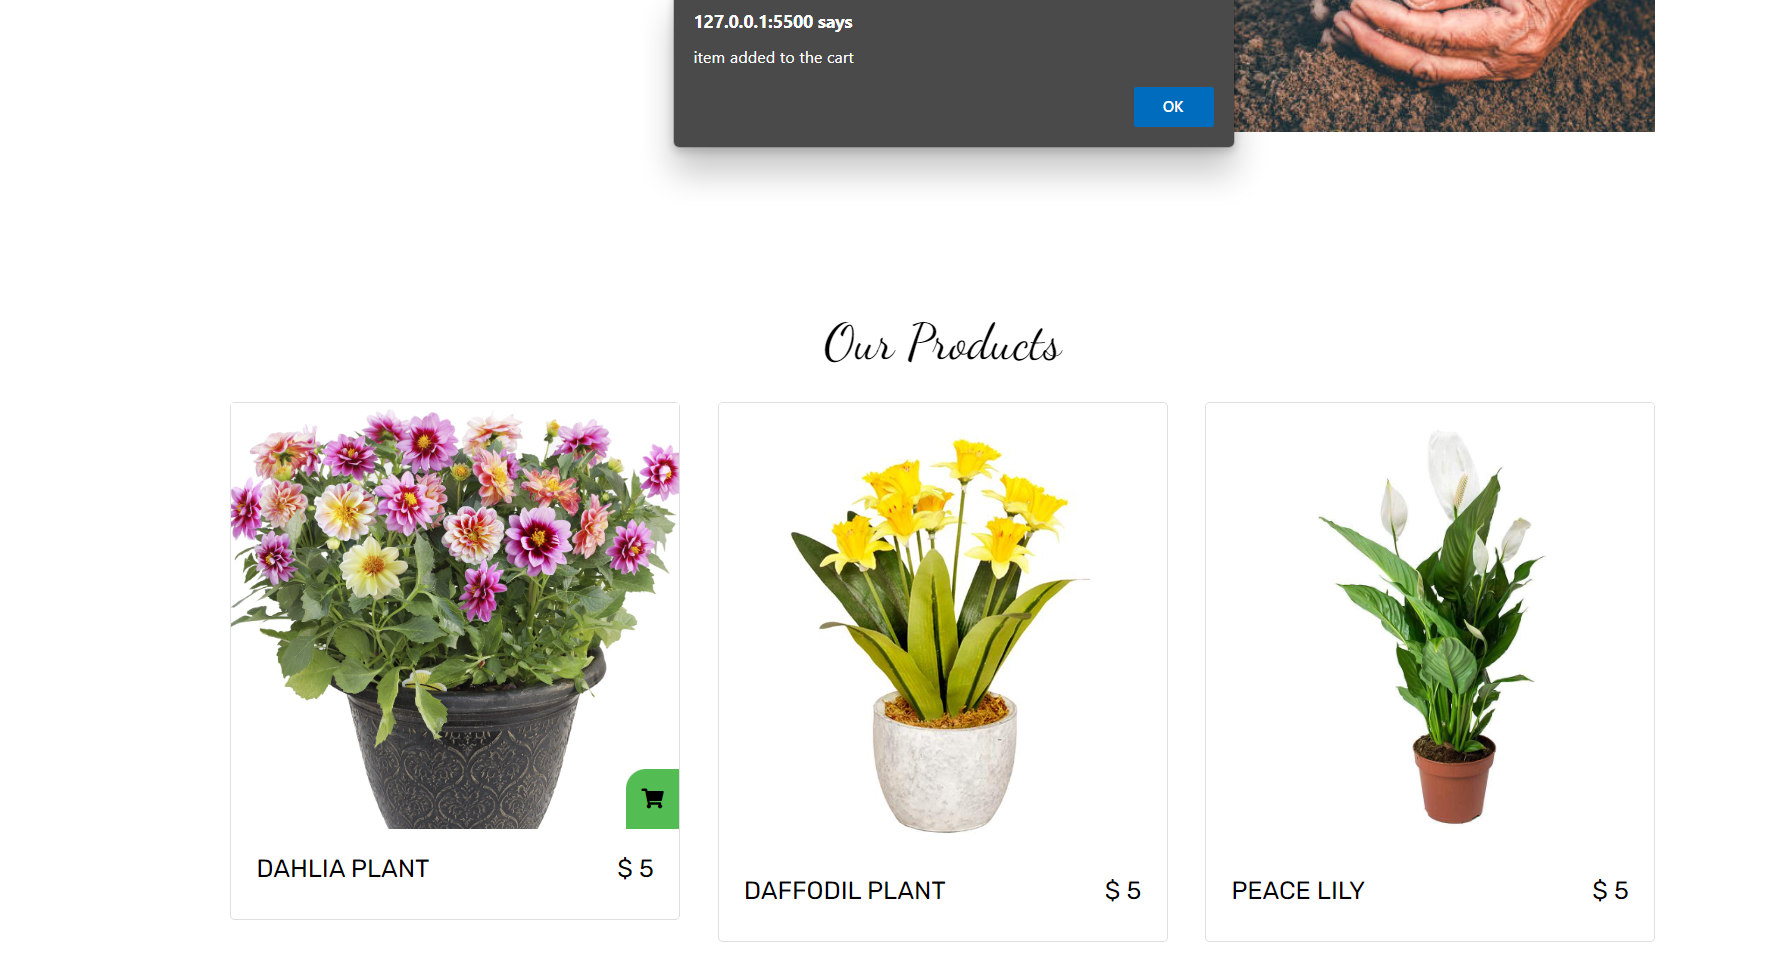 127.0.0.1:5500 says
item added to the cart
OK
Our Products
DAHLIA PLANT $ 5
DAFFODIL PLANT $ 5
PEACE LILY $ 5